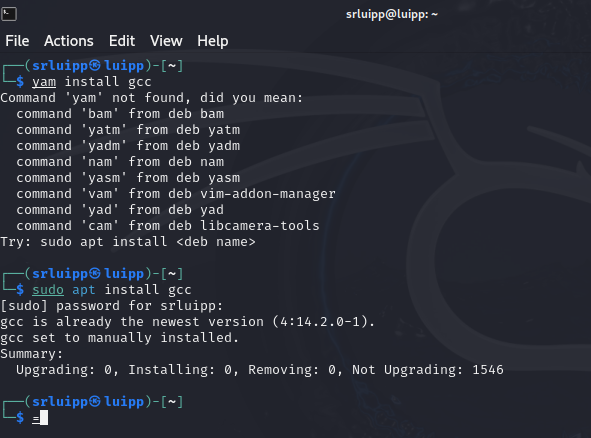 srluipp@luipp: ~
File Actions Edit View Help
┌──(srluipp㉿luipp)-[~]
└─$ yam install gcc
Command 'yam' not found, did you mean:
  command 'bam' from deb bam
  command 'yatm' from deb yatm
  command 'yadm' from deb yadm
  command 'nam' from deb nam
  command 'yasm' from deb yasm
  command 'vam' from deb vim-addon-manager
  command 'yad' from deb yad
  command 'cam' from deb libcamera-tools
Try: sudo apt install <deb name>
┌──(srluipp㉿luipp)-[~]
└─$ sudo apt install gcc
[sudo] password for srluipp:
gcc is already the newest version (4:14.2.0-1).
gcc set to manually installed.
Summary:
  Upgrading: 0, Installing: 0, Removing: 0, Not Upgrading: 1546
┌──(srluipp㉿luipp)-[~]
└─$ =